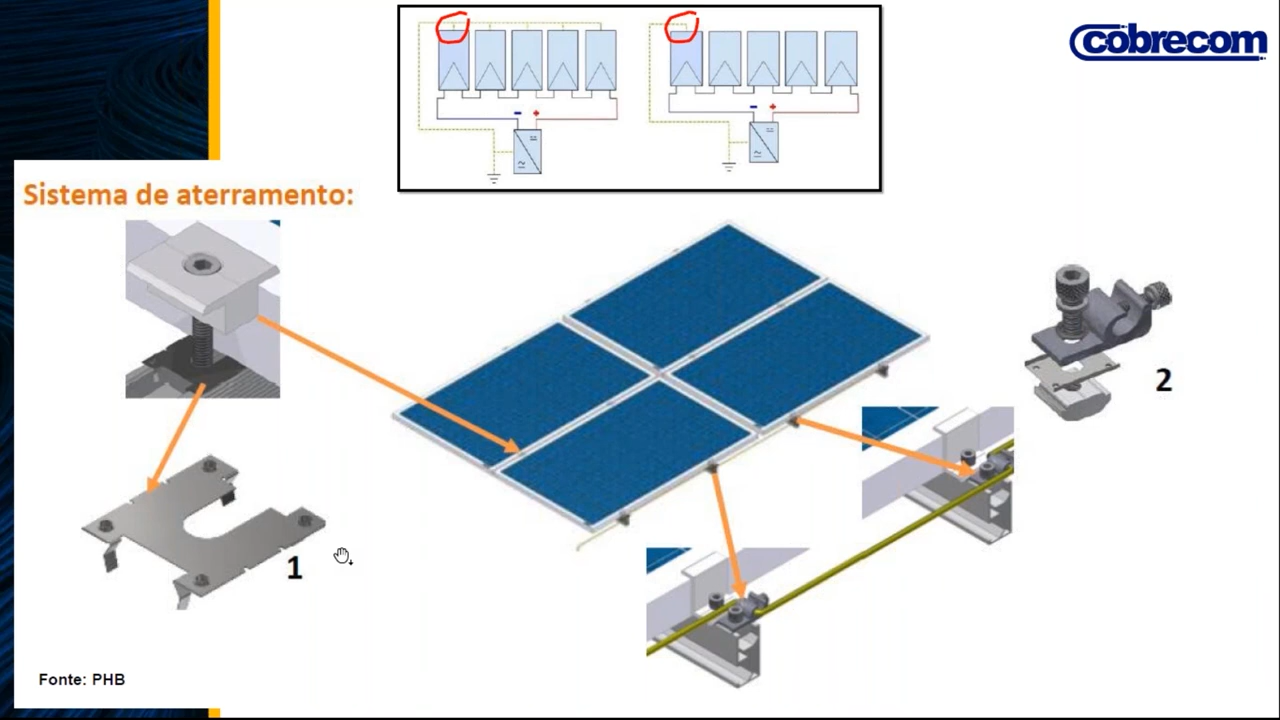 cobrecom
- +
- +
Sistema de aterramento:
2
1
Fonte: PHB